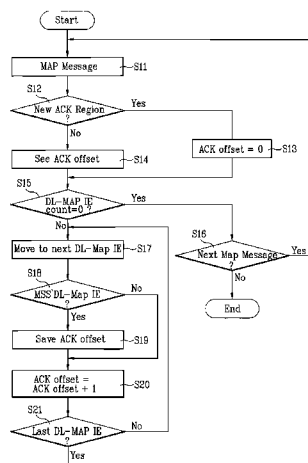 Start
MAP Message
S11
S12
New ACK Region
?
Yes
No
ACK offset = 0
S13
See ACK offset
S14
S15
DL-MAP IE
count=0 ?
Yes
No
Move to next DL-Map IE
S17
S16
Next Map Message
?
Yes
No
End
S18
MSS DL-Map IE
?
No
Yes
Save ACK offset
S19
ACK offset =
ACK offset + 1
S20
S21
Last DL-MAP IE
?
No
Yes